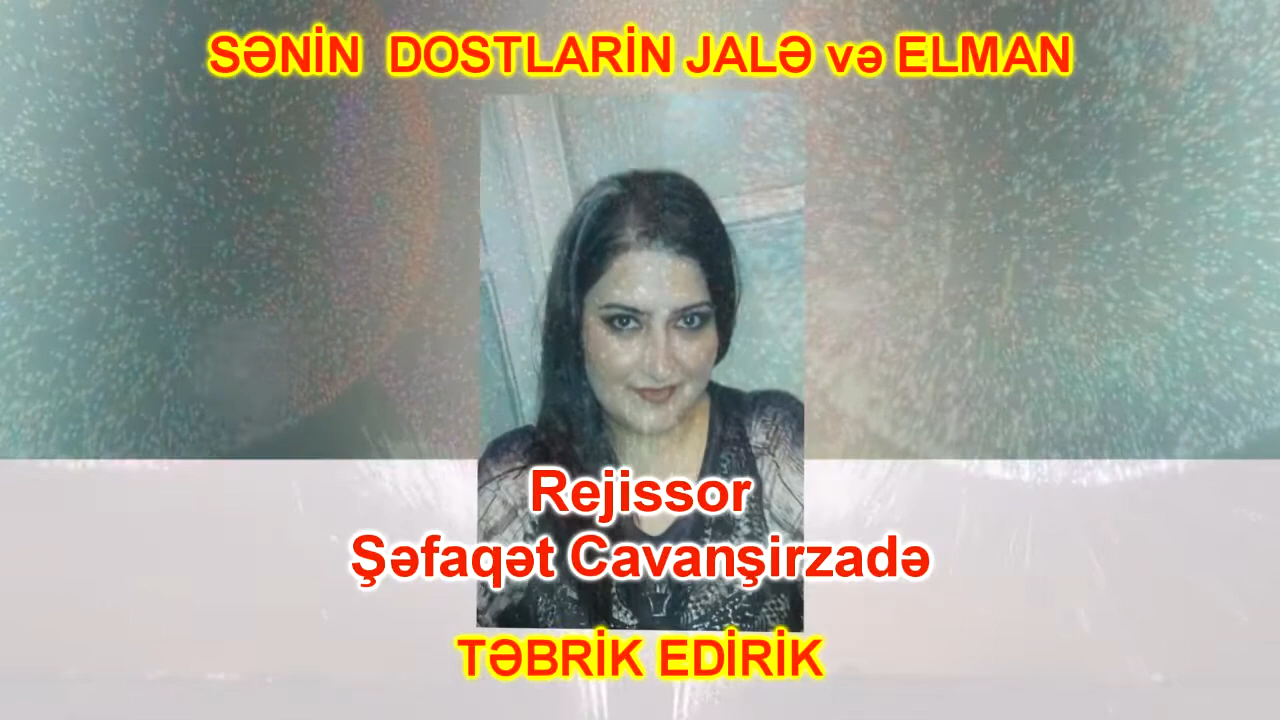 SƏNİN DOSTLARİN JALƏ və ELMAN
Rejissor
Şəfaqət Cavanşirzadə
TƏBRİK EDİRİK